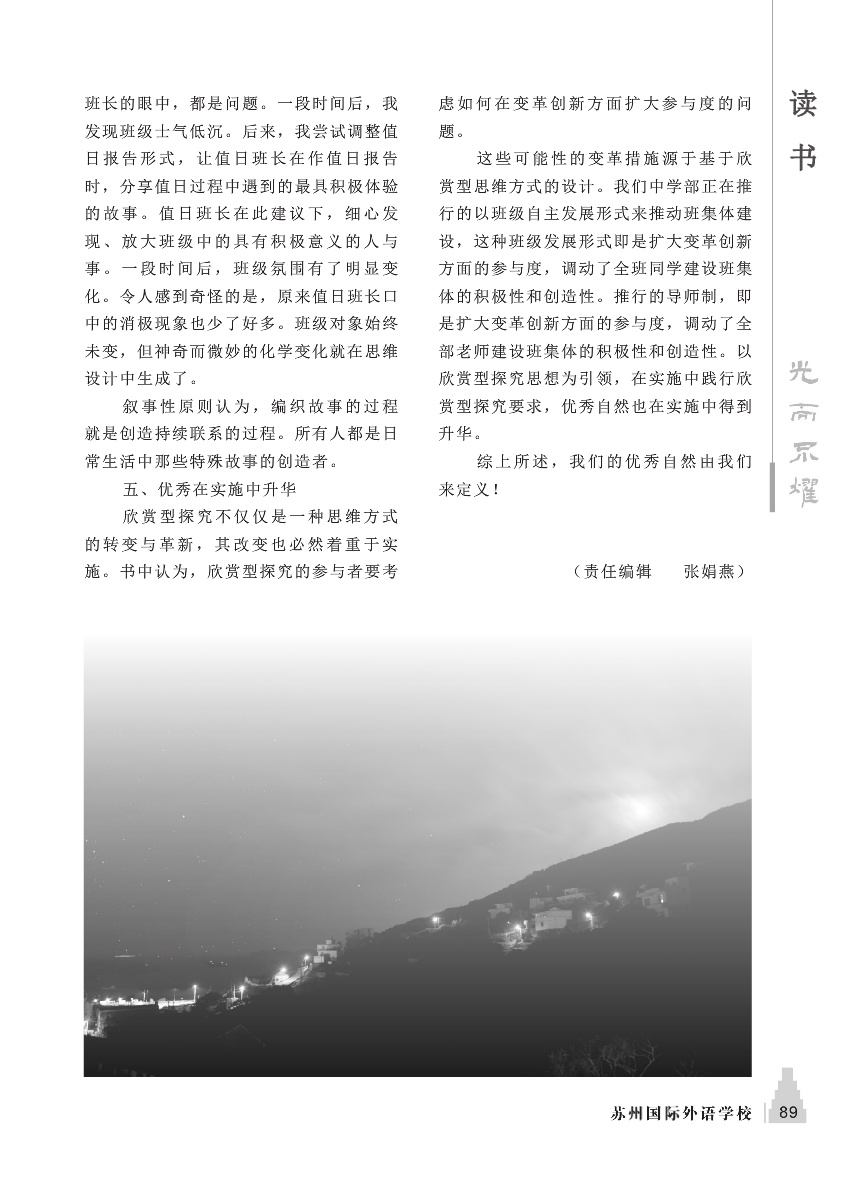 班长的眼中，都是问题。一段时间后，我
发现班级士气低沉。后来，我尝试调整值
日报告形式，让值日班长在作值日报告
时，分享值日过程中遇到的最具积极体验
的故事。值日班长在此建议下，细心发
现、放大班级中的具有积极意义的人与
事。一段时间后，班级氛围有了明显变
化。令人感到奇怪的是，原来值日班长口
中的消极现象也少了好多。班级对象始终
未变，但神奇而微妙的化学变化就在思维
设计中生成了。
叙事性原则认为，编织故事的过程
就是创造持续联系的过程。所有人都是日
常生活中那些特殊故事的创造者。
五、优秀在实施中升华
欣赏型探究不仅仅是一种思维方式
的转变与革新，其改变也必然着重于实
施。书中认为，欣赏型探究的参与者要考
虑如何在变革创新方面扩大参与度的问
题。
这些可能性的变革措施源于基于欣
赏型思维方式的设计。我们中学部正在推
行的以班级自主发展形式来推动班集体建
设，这种班级发展形式即是扩大变革创新
方面的参与度，调动了全班同学建设班集
体的积极性和创造性。推行的导师制，即
是扩大变革创新方面的参与度，调动了全
部老师建设班集体的积极性和创造性。以
欣赏型探究思想为引领，在实施中践行欣
赏型探究要求，优秀自然也在实施中得到
升华。
综上所述，我们的优秀自然由我们
来定义！
（责任编辑　　张娟燕）
读书
光而不耀
苏州国际外语学校
89